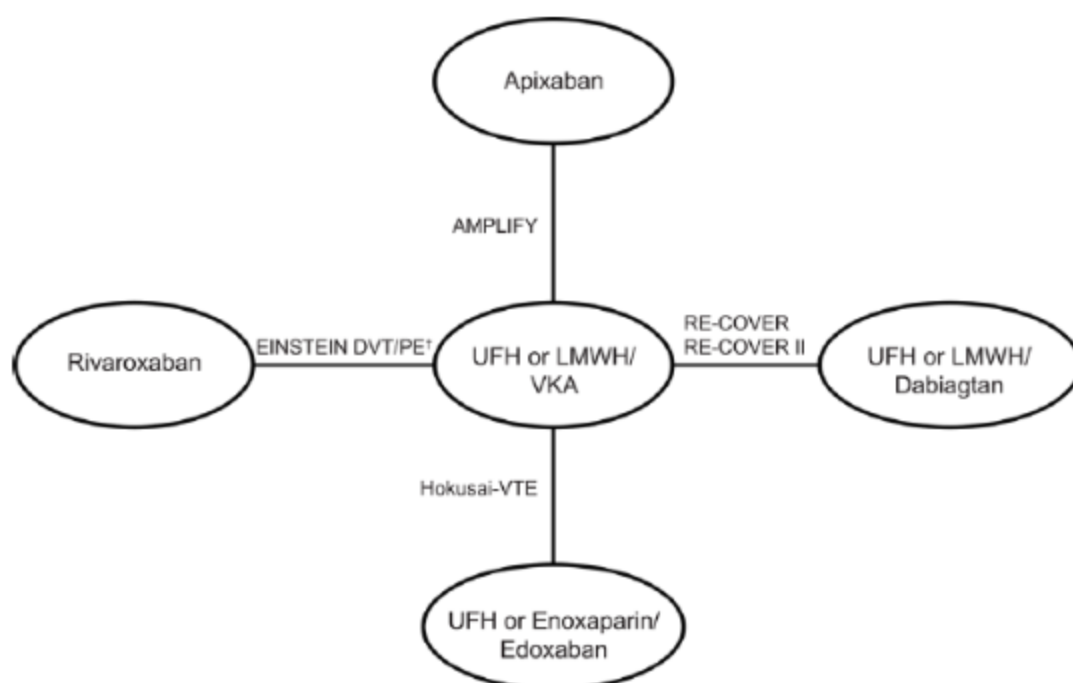 Apixaban
AMPLIFY
Rivaroxaban
EINSTEIN DVT/PE†
UFH or LMWH/
VKA
RE-COVER
RE-COVER II
UFH or LMWH/
Dabiagtan
Hokusai-VTE
UFH or Enoxaparin/
Edoxaban